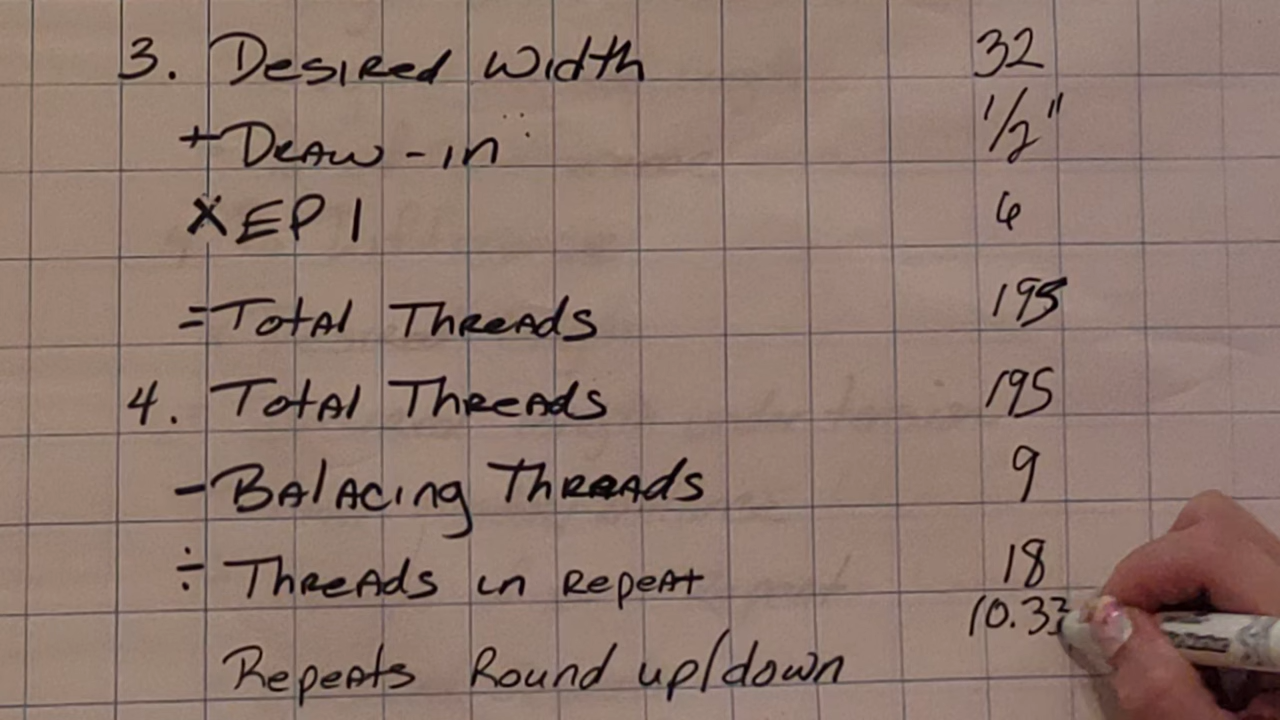 3. Desired Width 32
+ Draw-in 1/2"
X EPI 6
= Total Threads 195
4. Total Threads 195
- Balacing Threads 9
÷ Threads in Repeat 18
10.33
Repeats Round up/down